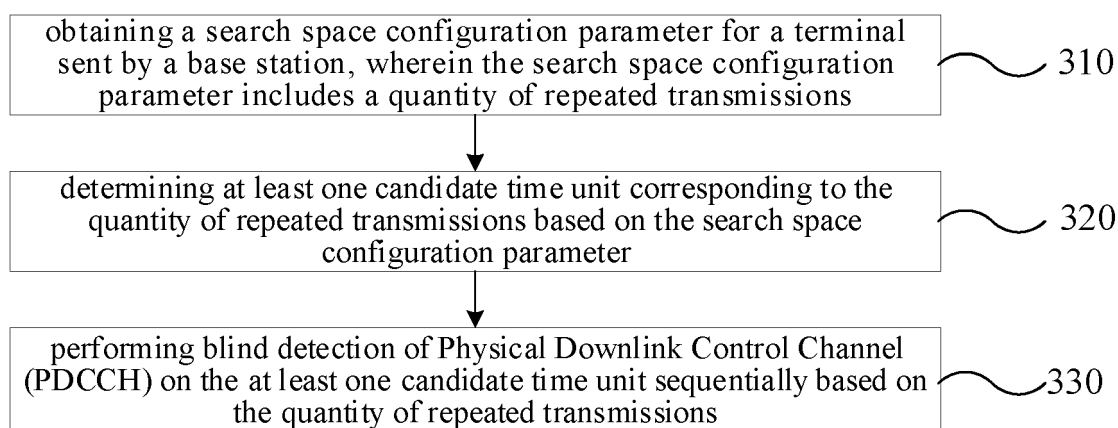 obtaining a search space configuration parameter for a terminal
sent by a base station, wherein the search space configuration
parameter includes a quantity of repeated transmissions
310
determining at least one candidate time unit corresponding to the
quantity of repeated transmissions based on the search space
configuration parameter
320
performing blind detection of Physical Downlink Control Channel
(PDCCH) on the at least one candidate time unit sequentially based on
the quantity of repeated transmissions
330